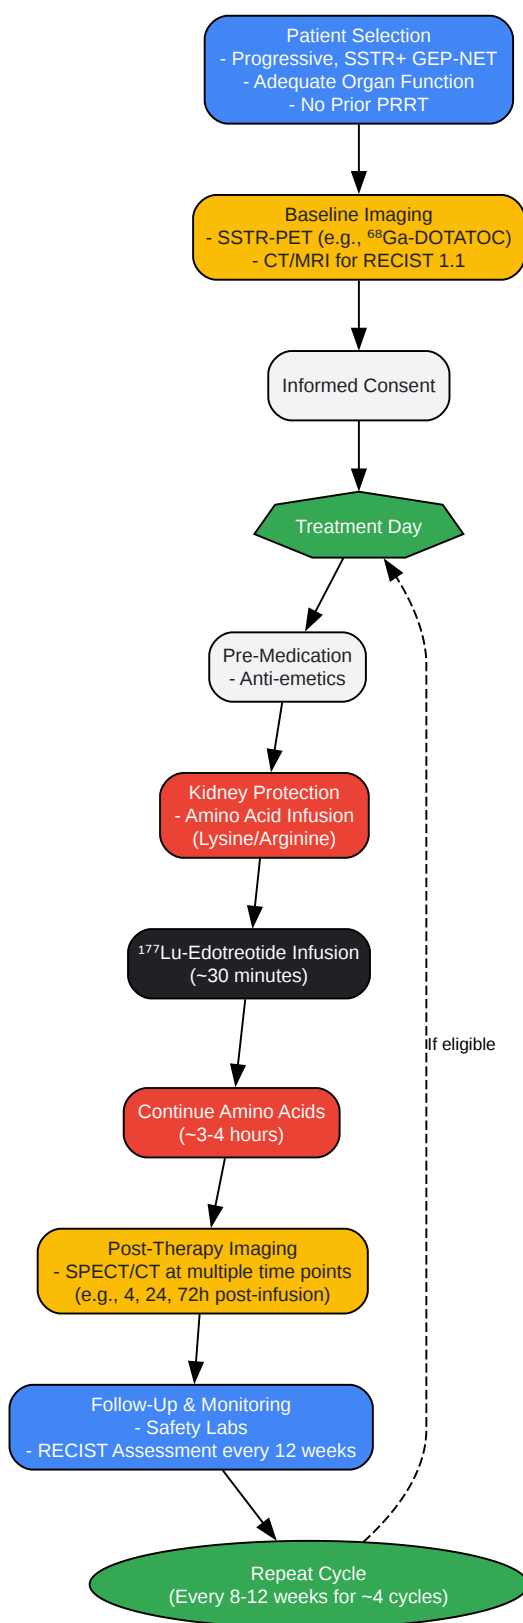 Patient Selection
- Progressive, SSTR+ GEP-NET
- Adequate Organ Function
- No Prior PRRT
Baseline Imaging
- SSTR-PET (e.g., ⁶⁸Ga-DOTATOC)
- CT/MRI for RECIST 1.1
Informed Consent
Treatment Day
Pre-Medication
- Anti-emetics
Kidney Protection
- Amino Acid Infusion
(Lysine/Arginine)
¹⁷⁷Lu-Edotreotide Infusion
(~30 minutes)
If eligible
Continue Amino Acids
(~3-4 hours)
Post-Therapy Imaging
- SPECT/CT at multiple time points
(e.g., 4, 24, 72h post-infusion)
Follow-Up & Monitoring
- Safety Labs
- RECIST Assessment every 12 weeks
Repeat Cycle
(Every 8-12 weeks for ~4 cycles)